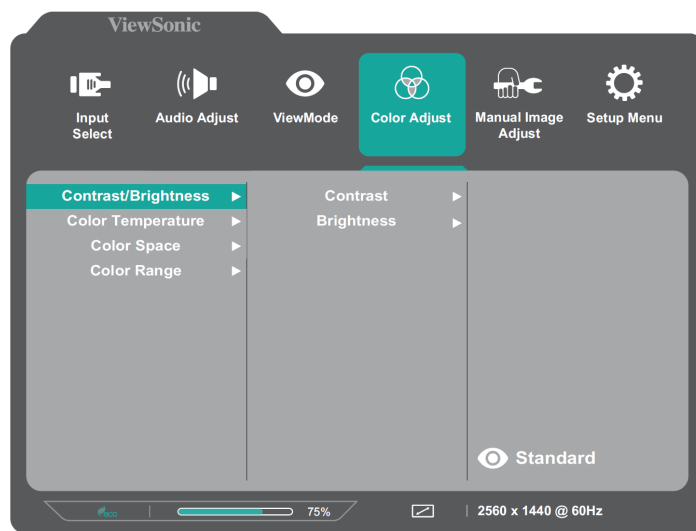 ViewSonic
Input
Select
Audio Adjust
ViewMode
Color Adjust
Manual Image
Adjust
Setup Menu
Contrast/Brightness
Color Temperature
Color Space
Color Range
Contrast
Brightness
Standard
eco
75%
2560 x 1440 @ 60Hz